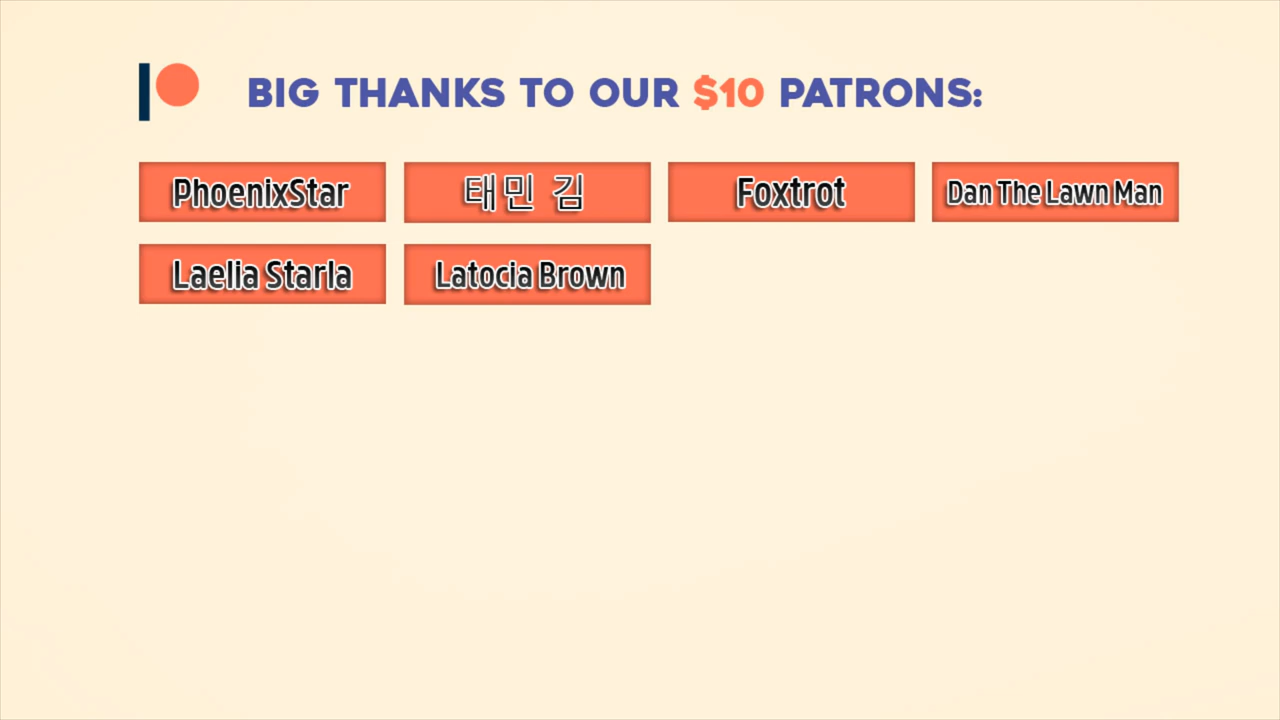 BIG THANKS TO OUR $10 PATRONS:
PhoenixStar
태민 김
Foxtrot
Dan The Lawn Man
Laelia Starla
Latocia Brown